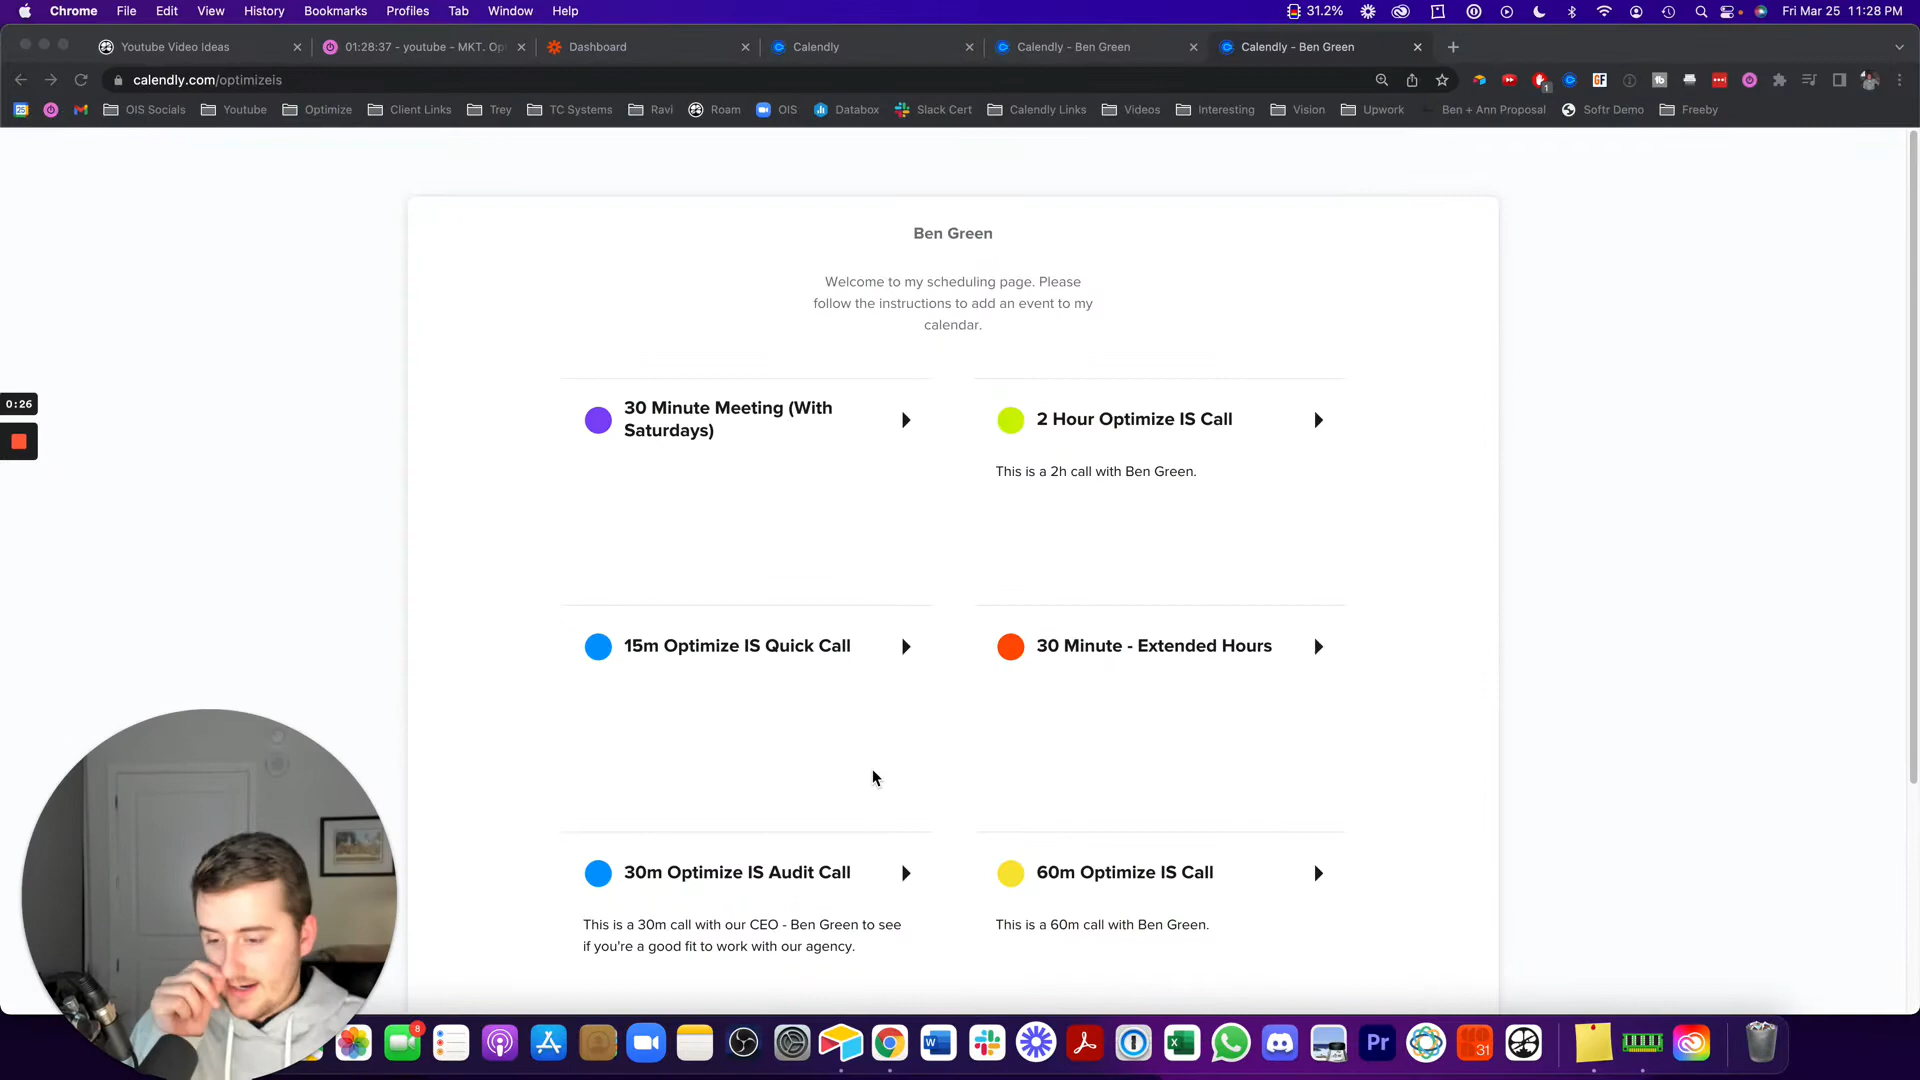 Chrome File Edit View History Bookmarks Profiles Tab Window Help 31.2% Fri Mar 25 11:28 PM
Youtube Video Ideas 01:28:37 - youtube - MKT. Op Dashboard Calendly Calendly - Ben Green Calendly - Ben Green
calendly.com/optimizeis
OIS Socials Youtube Optimize Client Links Trey TC Systems Ravi Roam OIS Databox Slack Cert Calendly Links Videos Interesting Vision Upwork Ben + Ann Proposal Softr Demo Freeby
Ben Green
Welcome to my scheduling page. Please
follow the instructions to add an event to my
calendar.
0:26
30 Minute Meeting (With
Saturdays)
2 Hour Optimize IS Call
This is a 2h call with Ben Green.
15m Optimize IS Quick Call
30 Minute - Extended Hours
30m Optimize IS Audit Call
This is a 30m call with our CEO - Ben Green to see
if you're a good fit to work with our agency.
60m Optimize IS Call
This is a 60m call with Ben Green.